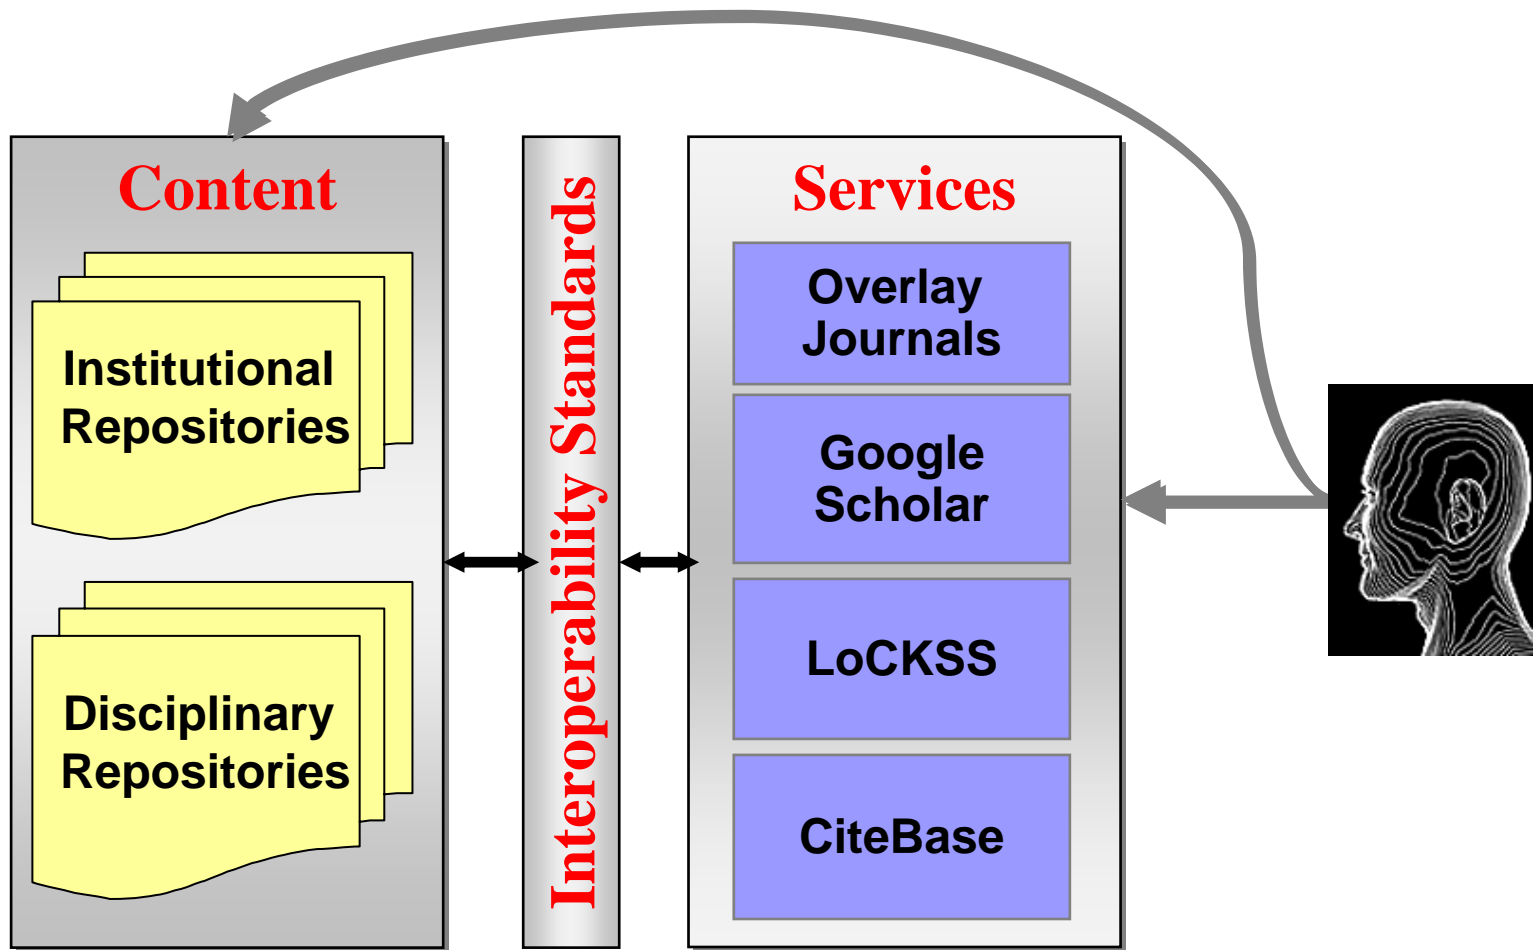 Content
Institutional
Repositories
Disciplinary
Repositories
Interoperability Standards
Services
Overlay
Journals
Google
Scholar
LoCKSS
CiteBase